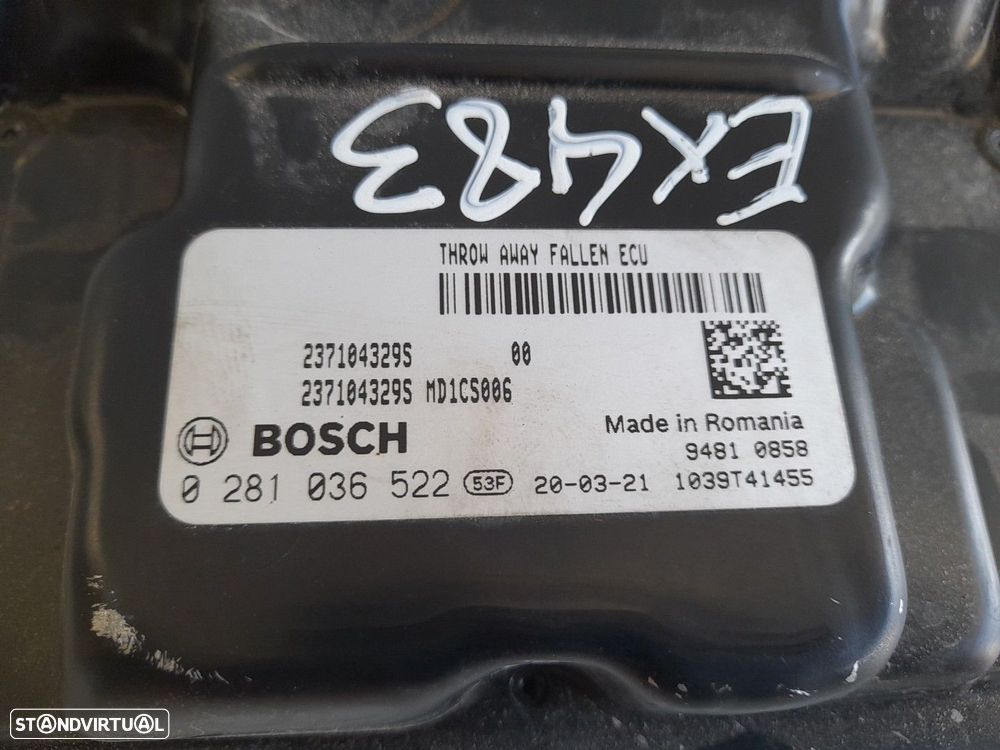 EX483
THROW AWAY FALLEN ECU
237104329S 00
237104329S MD1CS006
Made in Romania
BOSCH
9481 0858
0 281 036 522 53F 20-03-21 1039T41455
STANDVIRTUAL